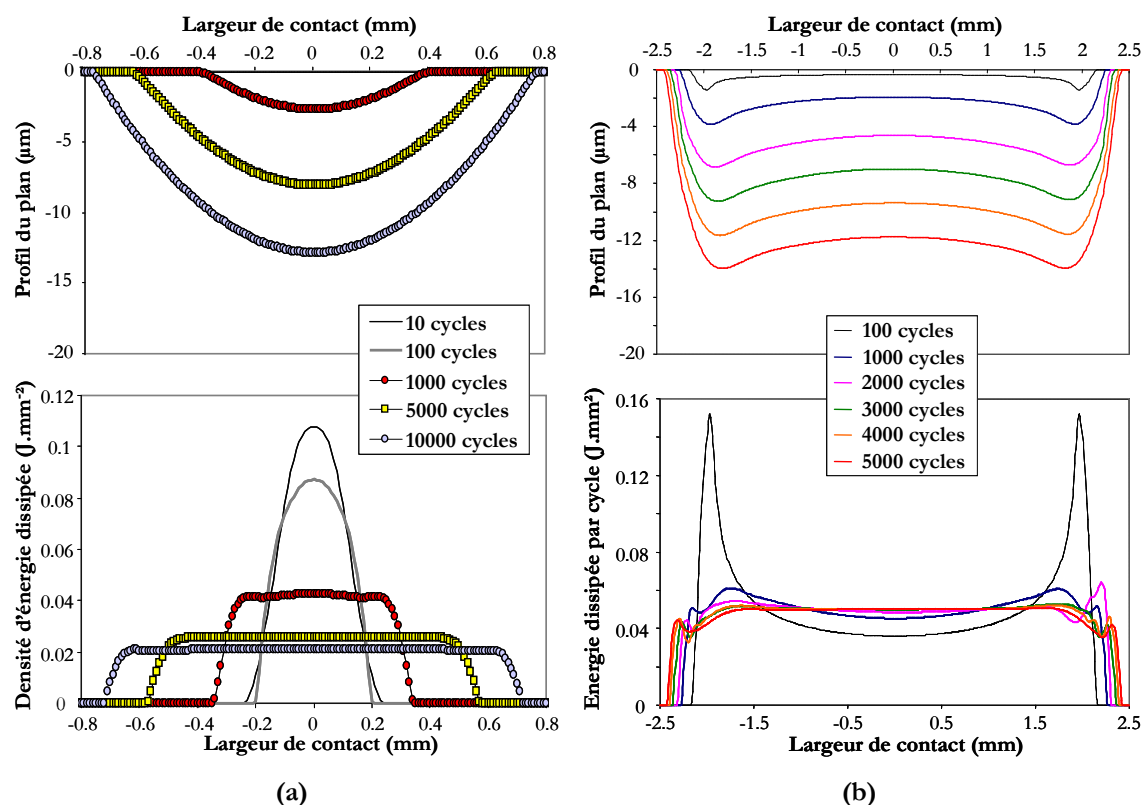 Largeur de contact (mm)
-0.8 -0.6 -0.4 -0.2 0 0.2 0.4 0.6 0.8
0
-5
-10
-15
-20
Profil du plan (µm)
10 cycles
100 cycles
1000 cycles
5000 cycles
10000 cycles
0.12
0.1
0.08
0.06
0.04
0.02
0
Densité d'énergie dissipée (J.mm⁻²)
-0.8 -0.6 -0.4 -0.2 0 0.2 0.4 0.6 0.8
Largeur de contact (mm)
(a)
Largeur de contact (mm)
-2.5 -2 -1.5 -1 -0.5 0 0.5 1 1.5 2 2.5
0
-4
-8
-12
-16
-20
Profil du plan (µm)
100 cycles
1000 cycles
2000 cycles
3000 cycles
4000 cycles
5000 cycles
0.16
0.12
0.08
0.04
0
Energie dissipée par cycle (J.mm²)
-2.5 -1.5 -0.5 0.5 1.5 2.5
Largeur de contact (mm)
(b)